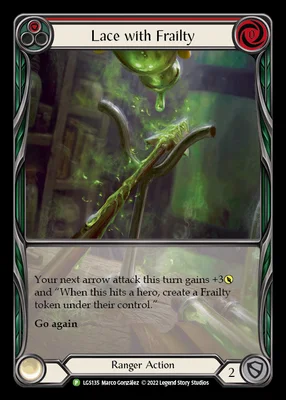 Lace with Frailty
Your next arrow attack this turn gains +3
and "When this hits a hero, create a Frailty
token under their control."
Go again
Ranger Action
2
P LGS135 Marco González © 2022 Legend Story Studios